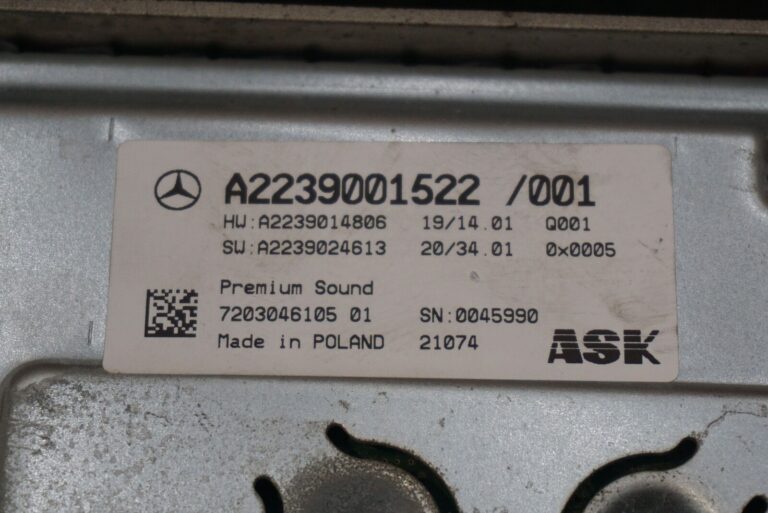 A2239001522 /001
HW:A2239014806 19/14.01 Q001
SW:A2239024613 20/34.01 0x0005
Premium Sound
7203046105 01 SN:0045990
Made in POLAND 21074
ASK